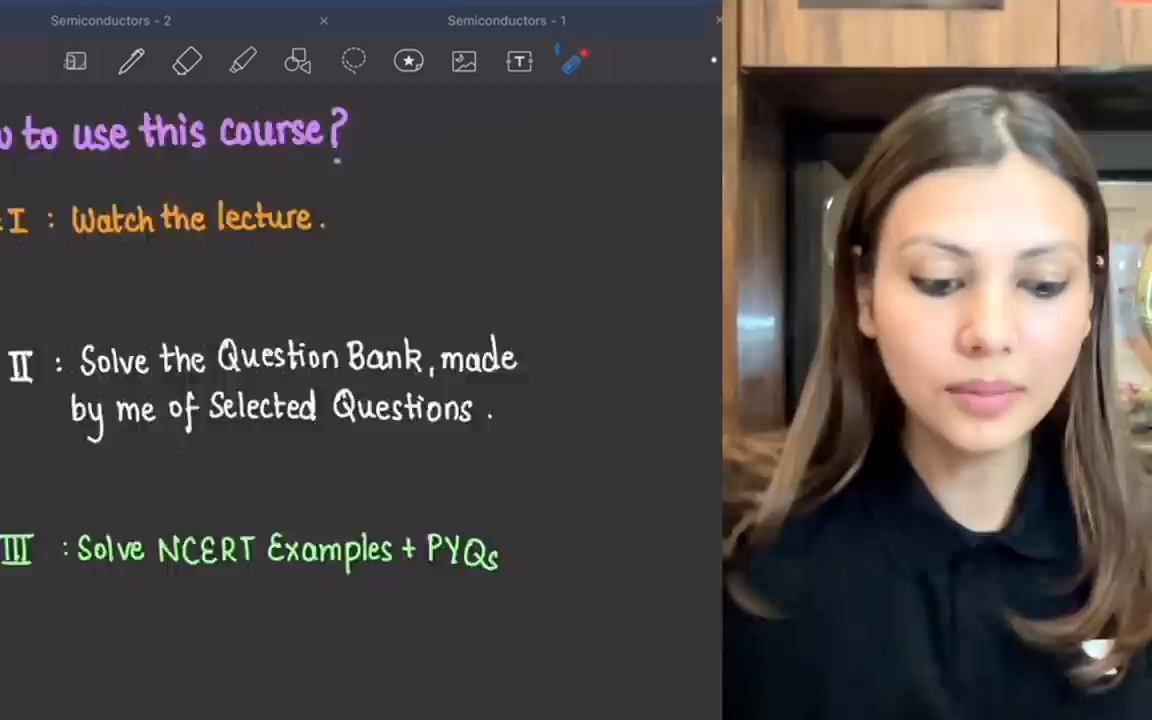 Semiconductors - 2
Semiconductors - 1
T
to use this course?
I : Watch the lecture.
II : Solve the Question Bank, made
by me of Selected Questions.
III : Solve NCERT Examples + PYQs